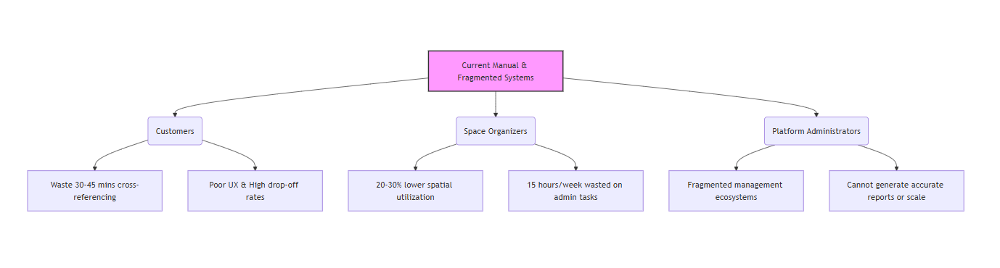 Current Manual &
Fragmented Systems
Customers
Space Organizers
Platform Administrators
Waste 30-45 mins cross-
referencing
Poor UX & High drop-off
rates
20-30% lower spatial
utilization
15 hours/week wasted on
admin tasks
Fragmented management
ecosystems
Cannot generate accurate
reports or scale